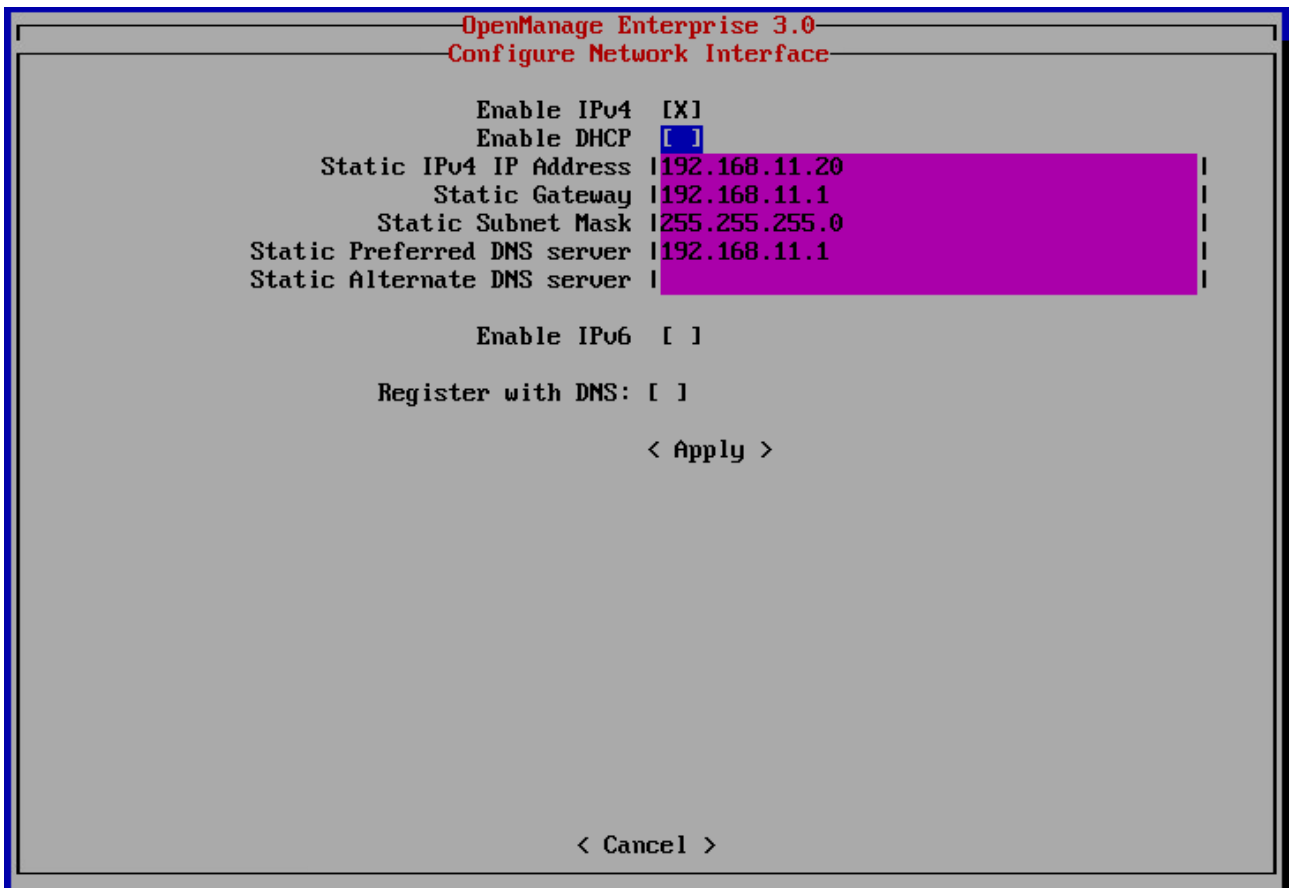 OpenManage Enterprise 3.0
Configure Network Interface
Enable IPv4 [X]
Enable DHCP [ ]
Static IPv4 IP Address |192.168.11.20 |
Static Gateway |192.168.11.1 |
Static Subnet Mask |255.255.255.0 |
Static Preferred DNS server |192.168.11.1 |
Static Alternate DNS server | |
Enable IPv6 [ ]
Register with DNS: [ ]
< Apply >
< Cancel >